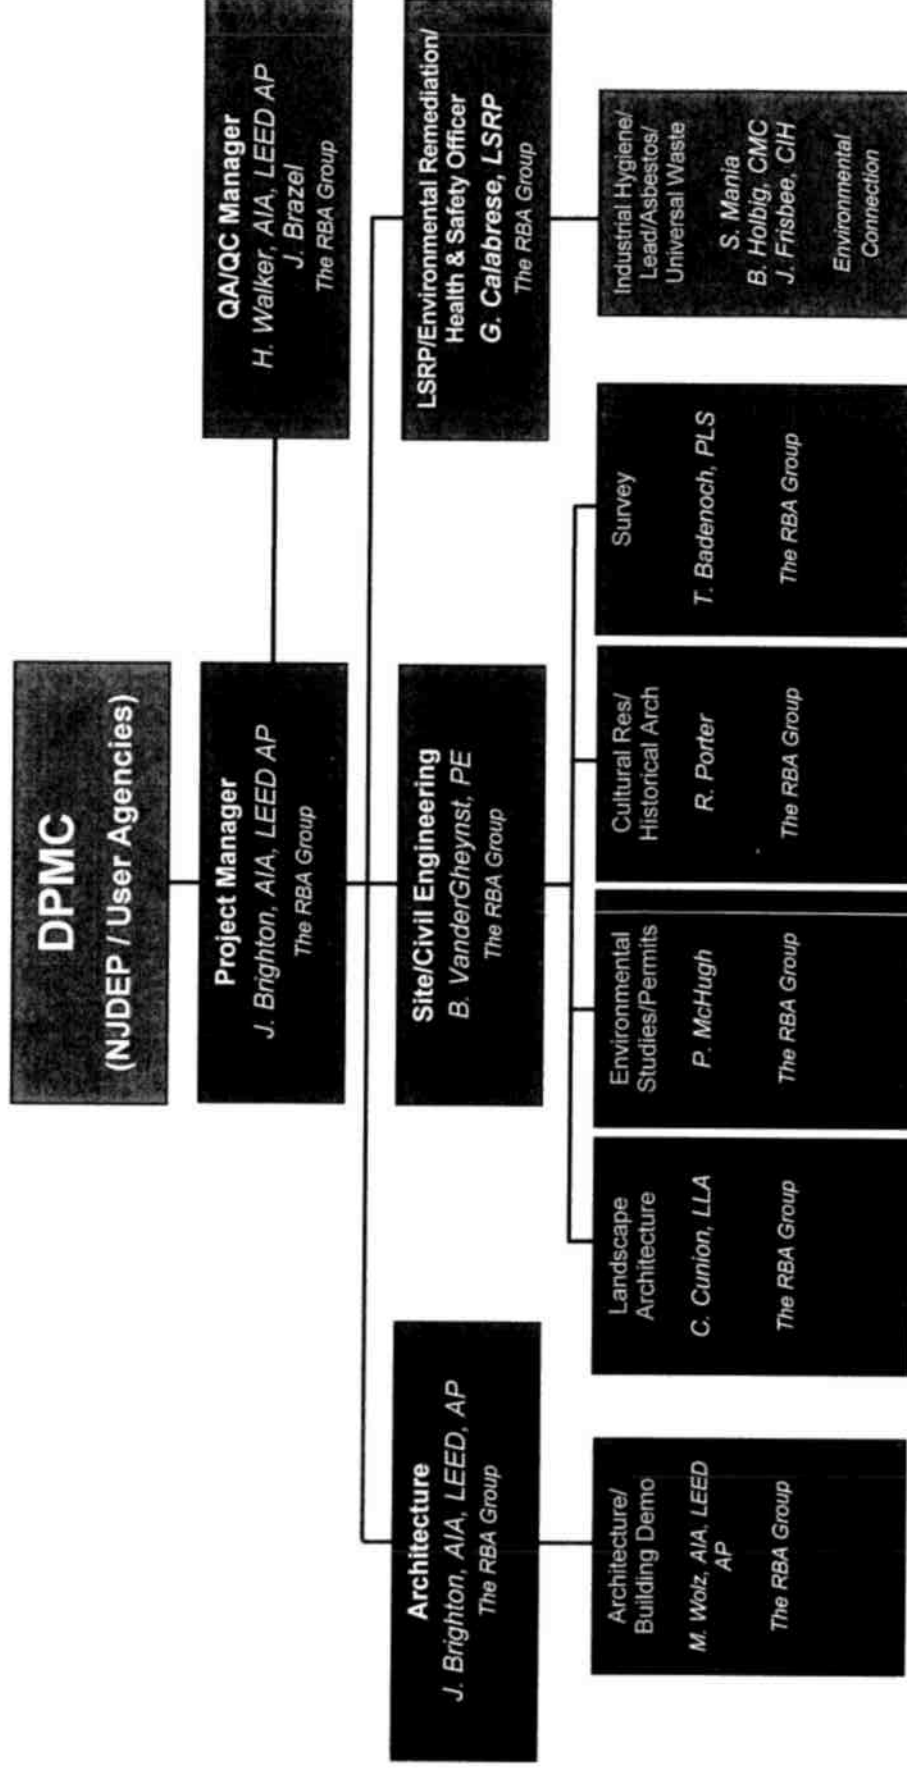 DPMC
(NJDEP / User Agencies)
Project Manager
J. Brighton, AIA, LEED AP
The RBA Group
QA/QC Manager
H. Walker, AIA, LEED AP
J. Brazel
The RBA Group
Architecture
J. Brighton, AIA, LEED, AP
The RBA Group
Site/Civil Engineering
B. VanderGheynst, PE
The RBA Group
LSRP/Environmental Remediation/
Health & Safety Officer
G. Calabrese, LSRP
The RBA Group
Architecture/
Building Demo
M. Wolz, AIA, LEED
AP
The RBA Group
Landscape
Architecture
C. Cunion, LLA
The RBA Group
Environmental
Studies/Permits
P. McHugh
The RBA Group
Cultural Res/
Historical Arch
R. Porter
The RBA Group
Survey
T. Badenoch, PLS
The RBA Group
Industrial Hygiene/
Lead/Asbestos/
Universal Waste
S. Mania
B. Holbig, CMC
J. Frisbee, CIH
Environmental
Connection